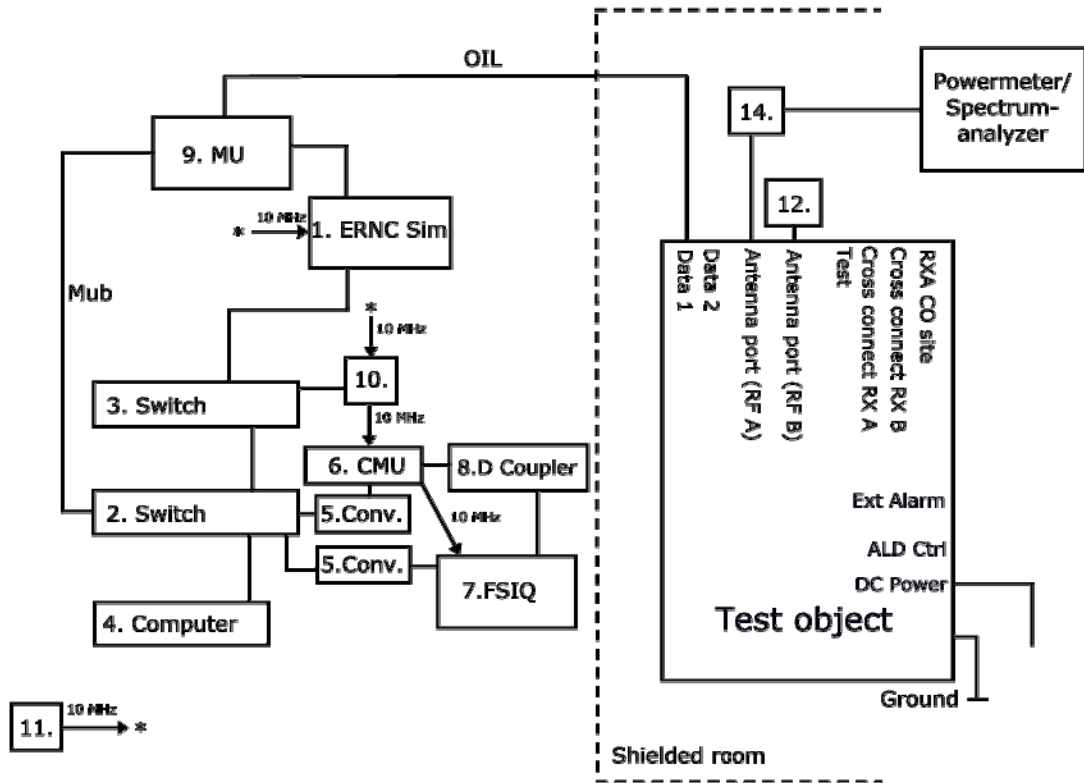 OIL
Powermeter/
Spectrum-
analyzer
14.
9. MU
12.
10 MHz
*
1. ERNC Sim
Mub
*
10 MHz
10.
3. Switch
10 MHz
6. CMU
8.D Coupler
2. Switch
5.Conv.
10 MHz
5.Conv.
7.FSIQ
4. Computer
11.
10 MHz
*
Data 1
Data 2
Antenna port (RF A)
Antenna port (RF B)
Test
Cross connect RX A
Cross connect RX B
RXA CO site
Ext Alarm
ALD Ctrl
DC Power
Test object
Ground
Shielded room